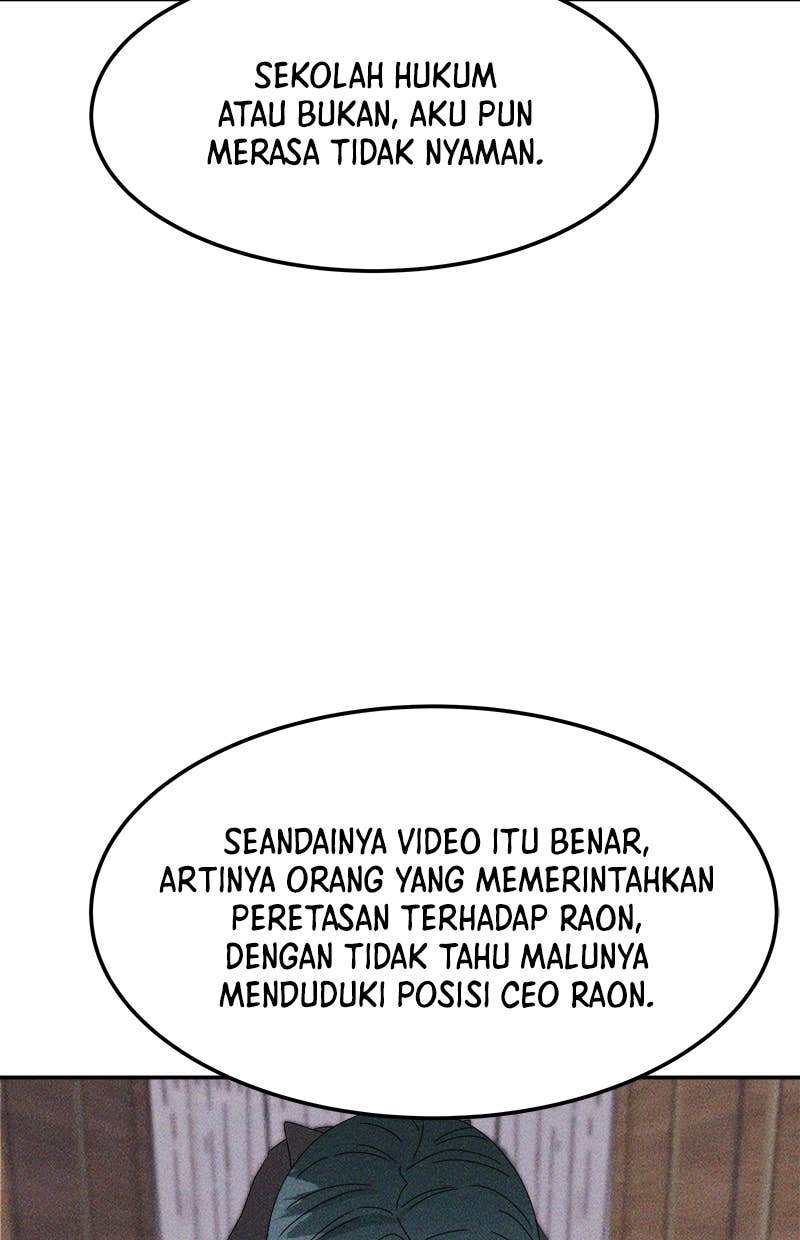 SEKOLAH HUKUM
ATAU BUKAN, AKU PUN
MERASA TIDAK NYAMAN.
SEANDAINYA VIDEO ITU BENAR,
ARTINYA ORANG YANG MEMERINTAHKAN
PERETASAN TERHADAP RAON,
DENGAN TIDAK TAHU MALUNYA
MENDUDUKI POSISI CEO RAON.